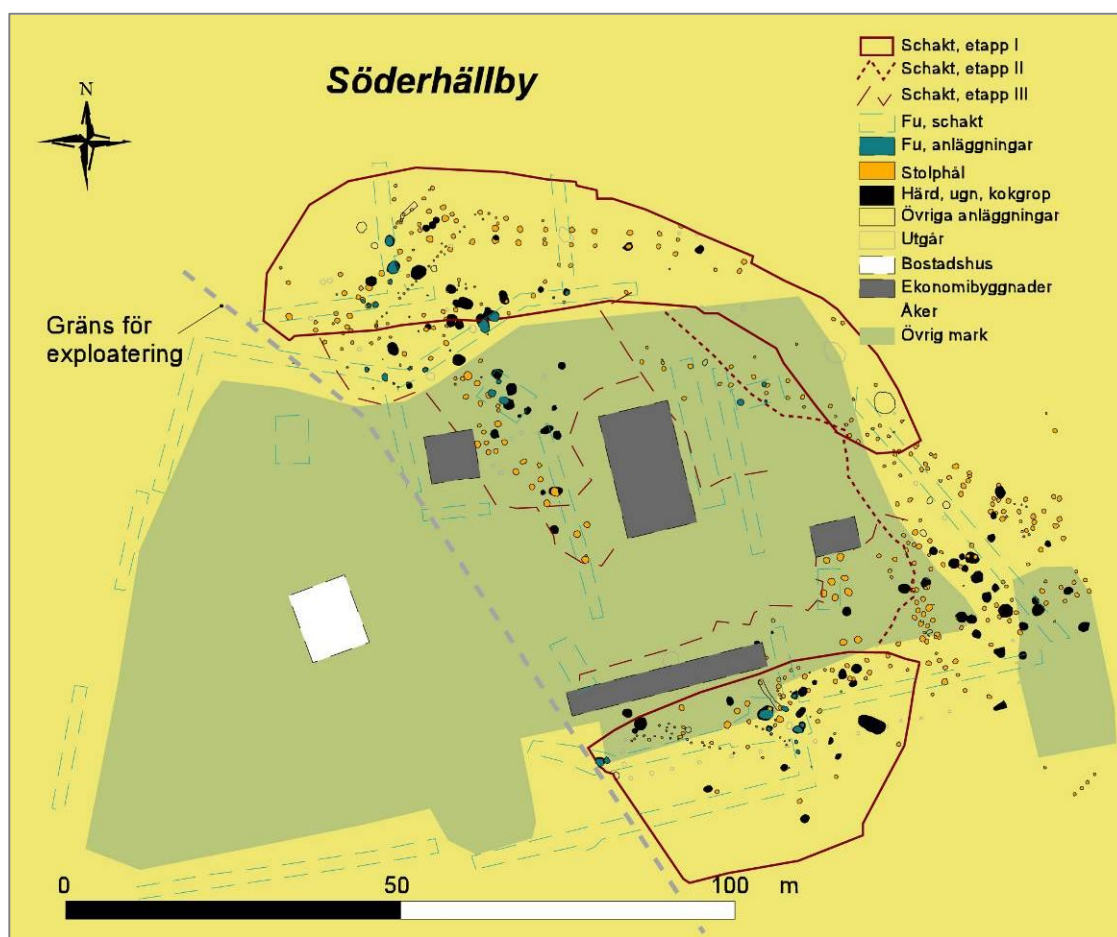 Söderhällby
N
Schakt, etapp I
Schakt, etapp II
Schakt, etapp III
Fu, schakt
Fu, anläggningar
Stolphål
Härd, ugn, kokgrop
Övriga anläggningar
Utgår
Bostadshus
Ekonomibyggnader
Åker
Övrig mark
Gräns för
exploatering
0 50 100 m